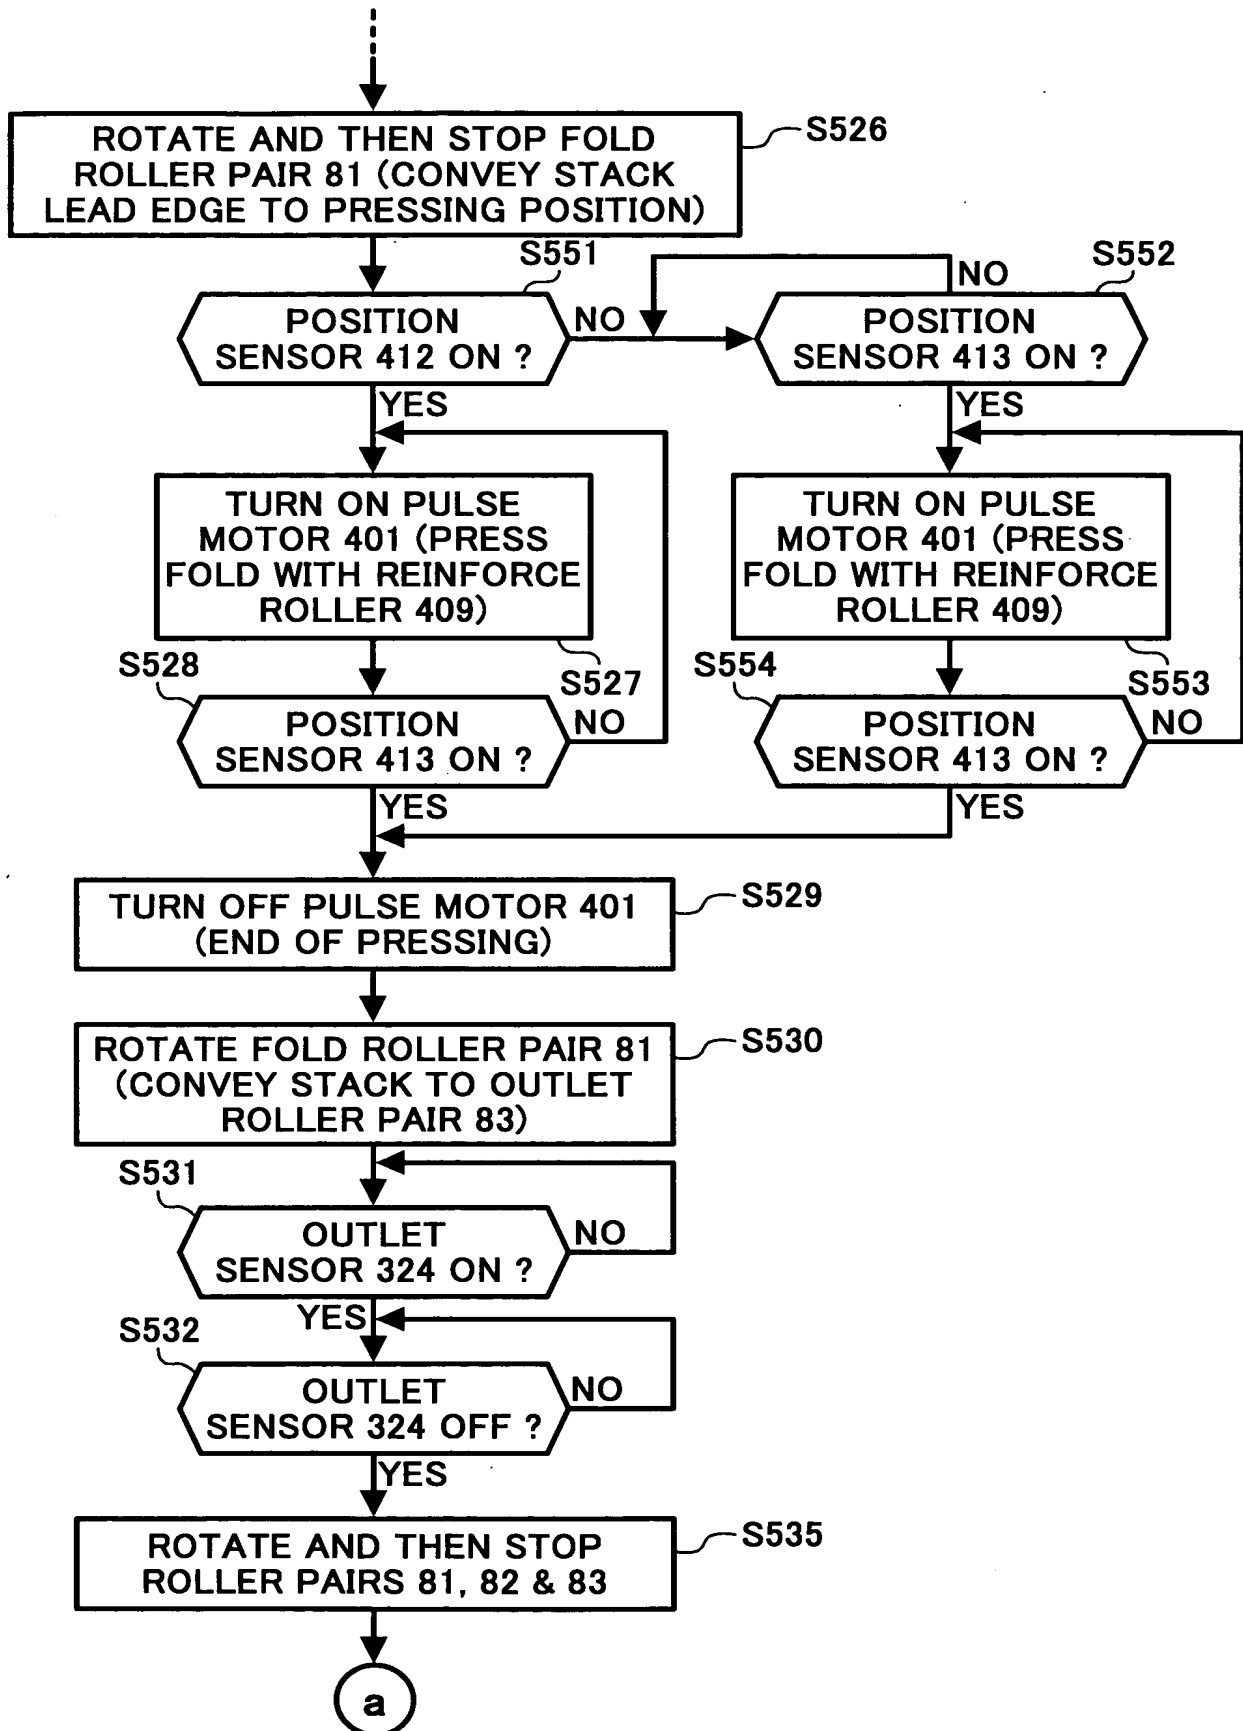 ROTATE AND THEN STOP FOLD
ROLLER PAIR 81 (CONVEY STACK
LEAD EDGE TO PRESSING POSITION)
S526
S551
POSITION
SENSOR 412 ON ?
NO
YES
NO
S552
POSITION
SENSOR 413 ON ?
YES
TURN ON PULSE
MOTOR 401 (PRESS
FOLD WITH REINFORCE
ROLLER 409)
S527
TURN ON PULSE
MOTOR 401 (PRESS
FOLD WITH REINFORCE
ROLLER 409)
S553
S528
POSITION
SENSOR 413 ON ?
NO
YES
S554
POSITION
SENSOR 413 ON ?
NO
YES
TURN OFF PULSE MOTOR 401
(END OF PRESSING)
S529
ROTATE FOLD ROLLER PAIR 81
(CONVEY STACK TO OUTLET
ROLLER PAIR 83)
S530
S531
OUTLET
SENSOR 324 ON ?
NO
YES
S532
OUTLET
SENSOR 324 OFF ?
NO
YES
ROTATE AND THEN STOP
ROLLER PAIRS 81, 82 & 83
S535
a